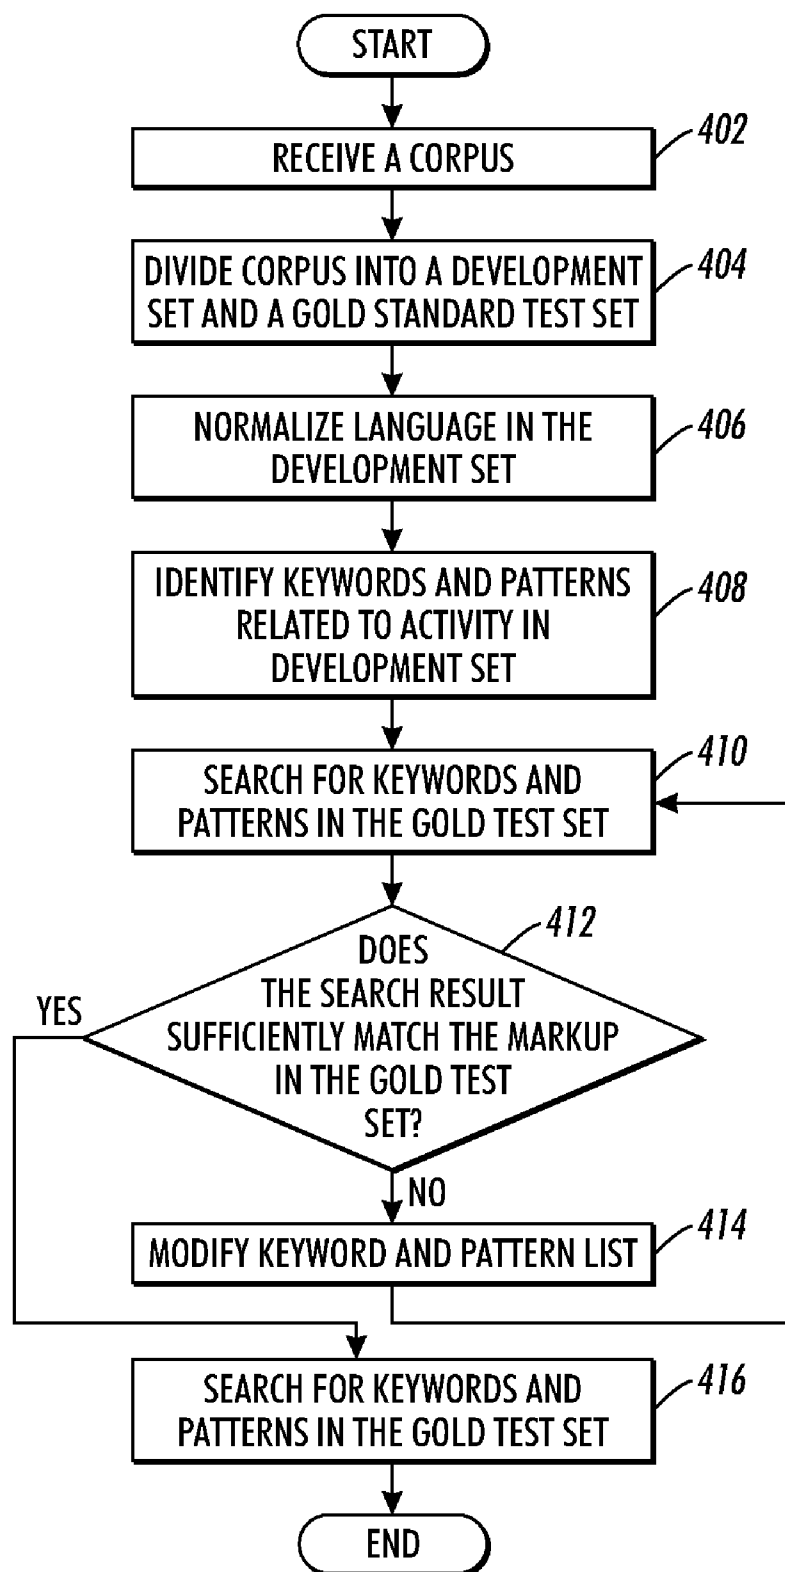 START
RECEIVE A CORPUS
402
DIVIDE CORPUS INTO A DEVELOPMENT
SET AND A GOLD STANDARD TEST SET
404
NORMALIZE LANGUAGE IN THE
DEVELOPMENT SET
406
IDENTIFY KEYWORDS AND PATTERNS
RELATED TO ACTIVITY IN
DEVELOPMENT SET
408
SEARCH FOR KEYWORDS AND
PATTERNS IN THE GOLD TEST SET
410
DOES
THE SEARCH RESULT
SUFFICIENTLY MATCH THE MARKUP
IN THE GOLD TEST
SET?
412
YES
NO
MODIFY KEYWORD AND PATTERN LIST
414
SEARCH FOR KEYWORDS AND
PATTERNS IN THE GOLD TEST SET
416
END